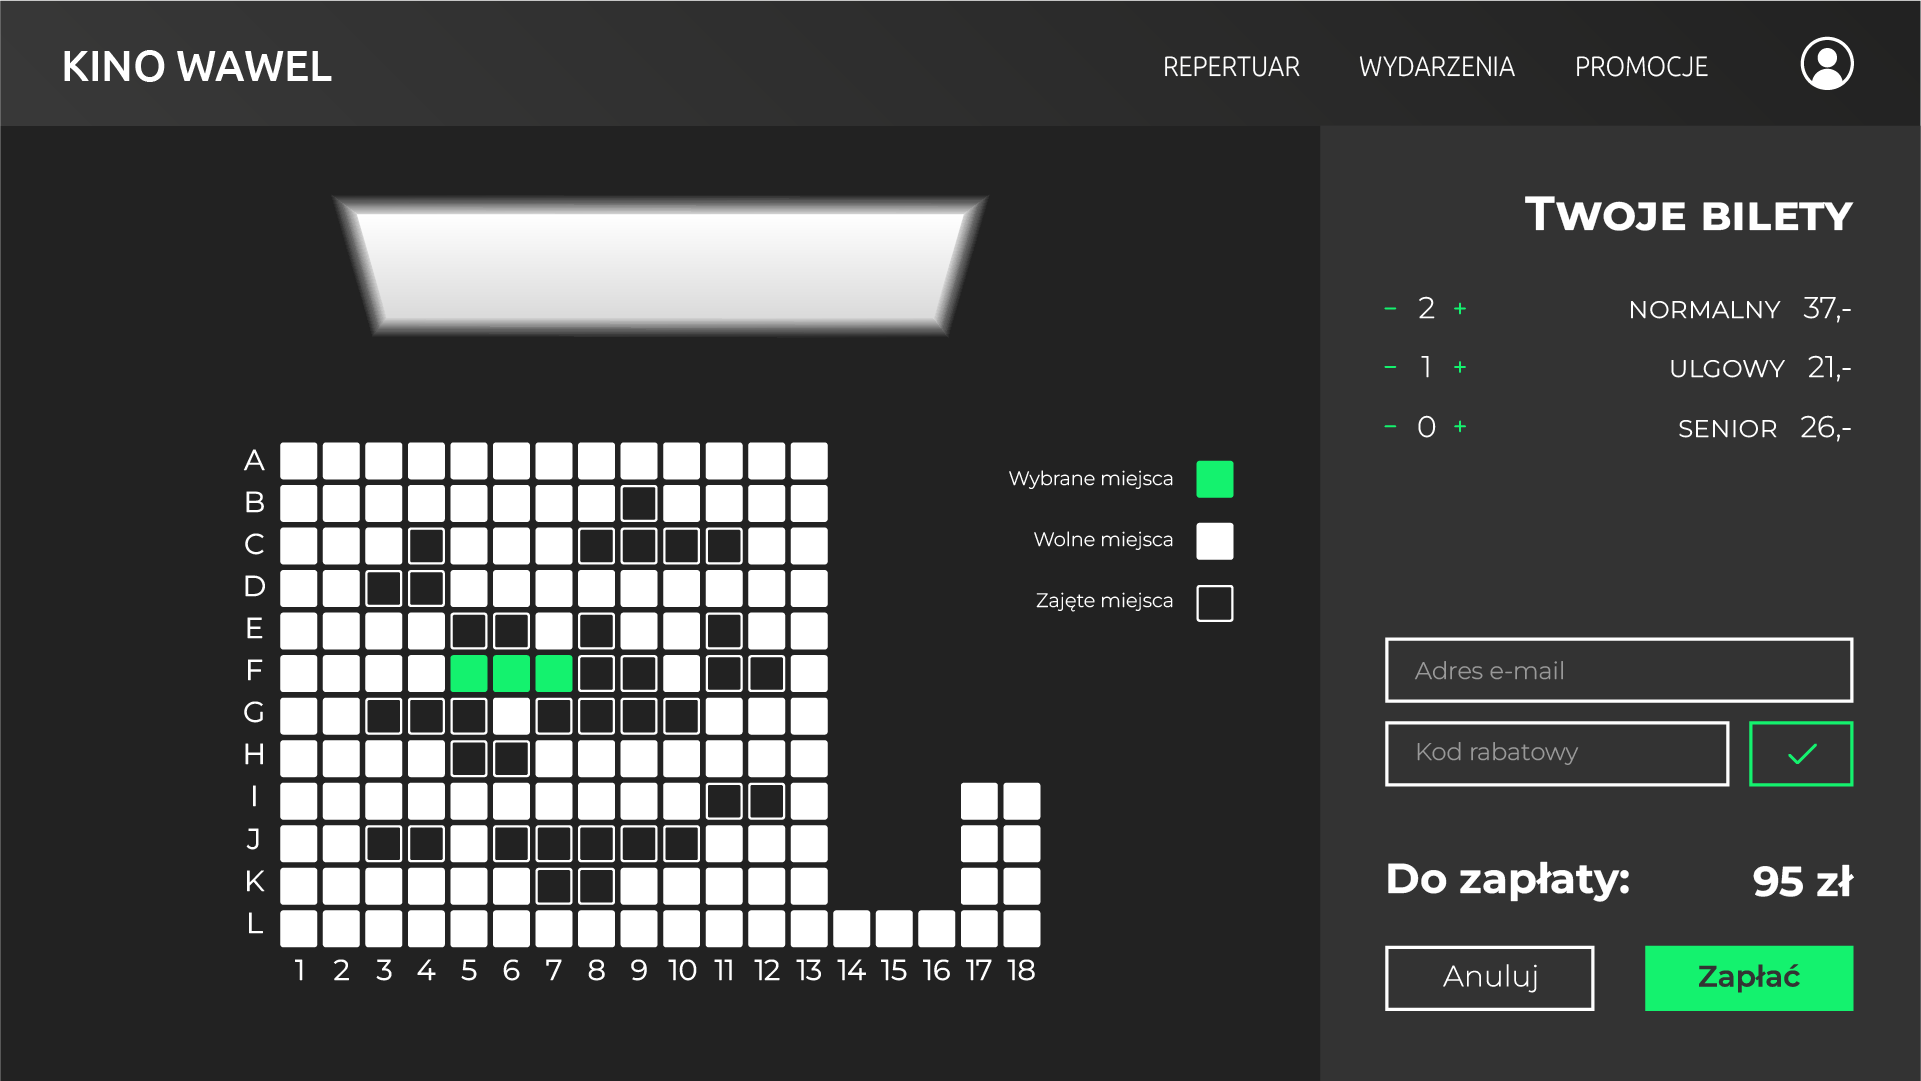 KINO WAWEL
REPERTUAR WYDARZENIA PROMOCJE
TWOJE BILETY
- 2 + NORMALNY 37,-
- 1 + ULGOWY 21,-
- 0 + SENIOR 26,-
A
B
C
D
E
F
G
H
I
J
K
L
1 2 3 4 5 6 7 8 9 10 11 12 13 14 15 16 17 18
Wybrane miejsca
Wolne miejsca
Zajęte miejsca
Adres e-mail
Kod rabatowy
Do zapłaty: 95 zł
Anuluj Zapłać